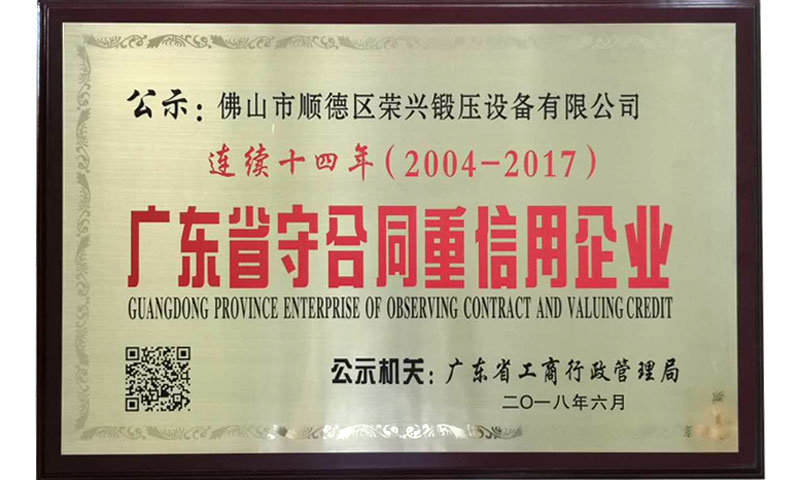 公示：佛山市顺德区荣兴锻压设备有限公司
连续十四年（2004-2017）
广东省守合同重信用企业
GUANGDONG PROVINCE ENTERPRISE OF OBSERVING CONTRACT AND VALUING CREDIT
公示机关：广东省工商行政管理局
二〇一八年六月